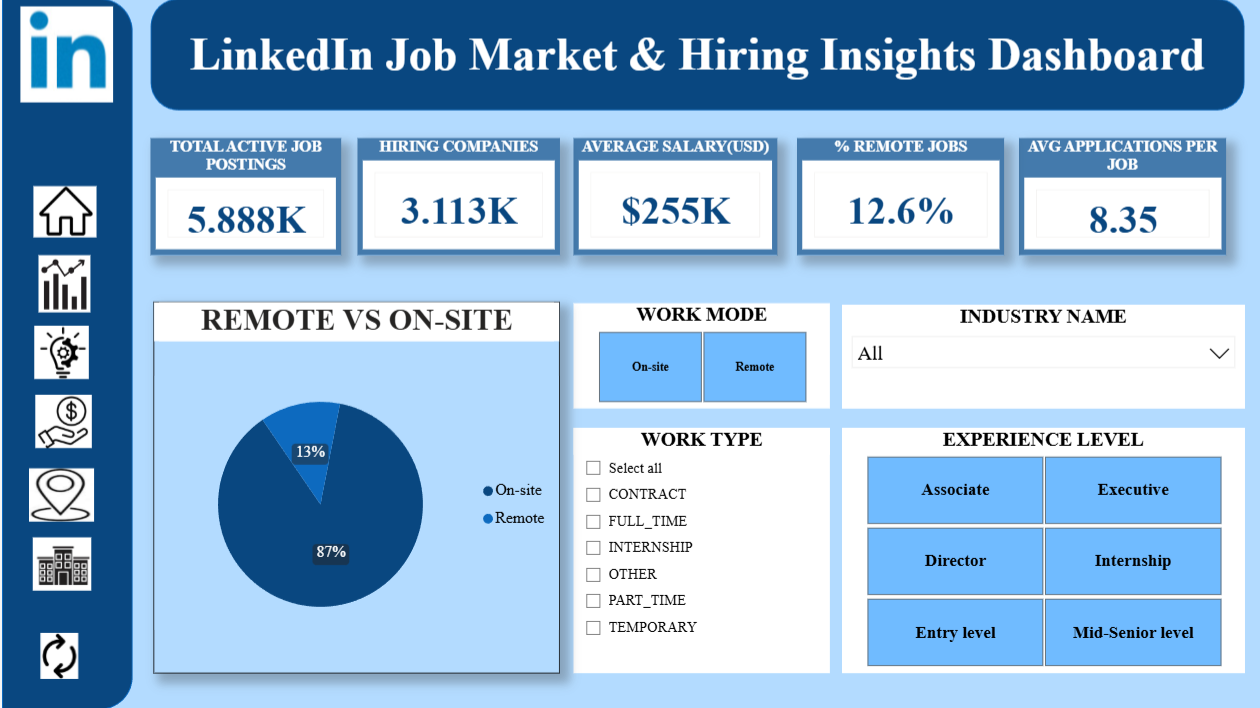 in
LinkedIn Job Market & Hiring Insights Dashboard
TOTAL ACTIVE JOB
POSTINGS
5.888K
HIRING COMPANIES
3.113K
AVERAGE SALARY(USD)
$255K
% REMOTE JOBS
12.6%
AVG APPLICATIONS PER
JOB
8.35
REMOTE VS ON-SITE
13%
87%
On-site
Remote
WORK MODE
On-site
Remote
INDUSTRY NAME
All
WORK TYPE
Select all
CONTRACT
FULL_TIME
INTERNSHIP
OTHER
PART_TIME
TEMPORARY
EXPERIENCE LEVEL
Associate
Executive
Director
Internship
Entry level
Mid-Senior level
$